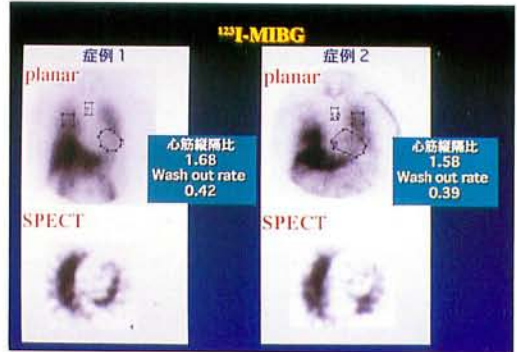 ¹²³I-MIBG
症例 1
planar
心筋縦隔比
1.68
Wash out rate
0.42
SPECT
症例 2
planar
心筋縦隔比
1.58
Wash out rate
0.39
SPECT